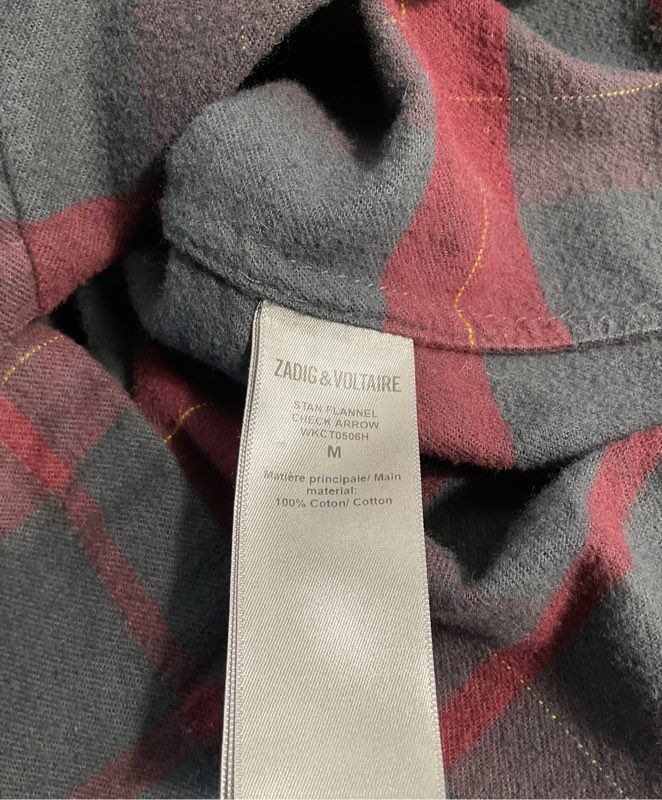 ZADIG & VOLTAIRE
STAN FLANNEL
CHECK ARROW
WKCT0506H
M
Matière principale/ Main
material:
100% Coton/ Cotton